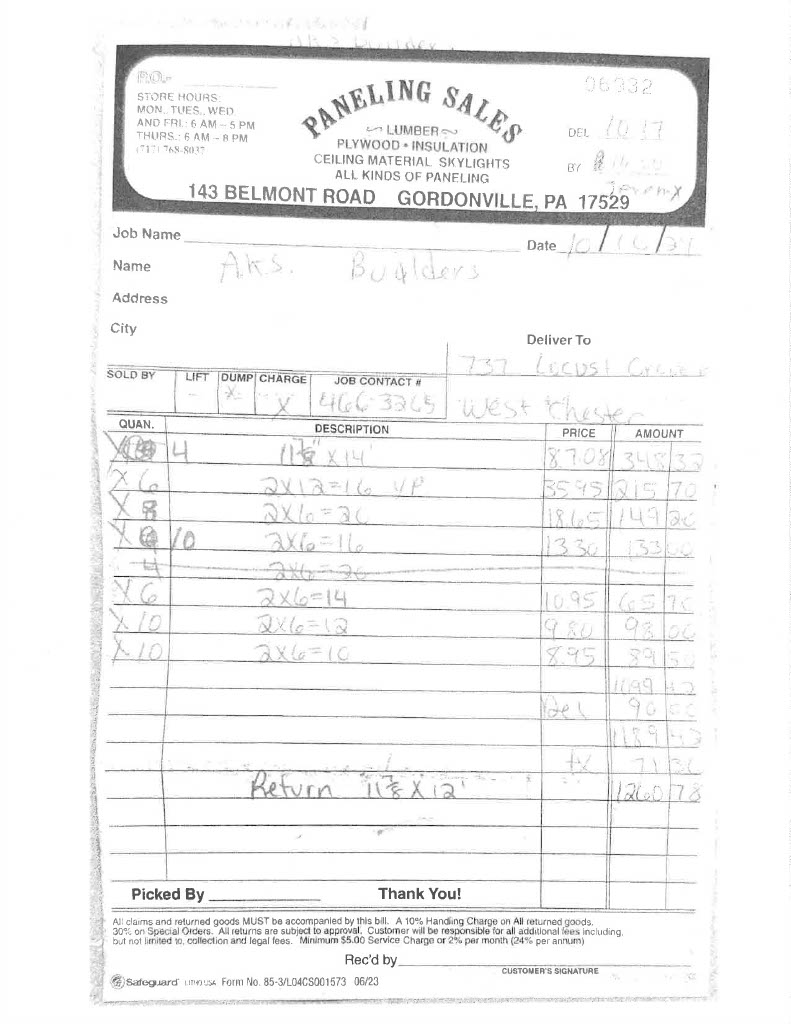 P.O.
06332
STORE HOURS:
MON., TUES., WED.
AND FRI.: 6 AM – 5 PM
THURS.: 6 AM – 8 PM
(717) 768-8037
PANELING SALES
LUMBER
PLYWOOD • INSULATION
CEILING MATERIAL SKYLIGHTS
ALL KINDS OF PANELING
DEL 10 17
BY
143 BELMONT ROAD GORDONVILLE, PA 17529
Job Name
Date 10/16/24
Name AKS. Builders
Address
City
Deliver To
737 Locust
West Chester
SOLD BY LIFT DUMP CHARGE JOB CONTACT #
X X 466-3365
QUAN. DESCRIPTION PRICE AMOUNT
X 4 11 7/8" X 14' 87.08 348 32
X 6 2X12=16 YP 35.95 215 70
X 8 2X6=20 18.65 149 20
X 10 2X6=16 13.30 133 00
4 2X6=20
X 6 2X6=14 10.95 65 70
X 10 2X6=12 9.80 98 00
X 10 2X6=10 8.95 89 50
Del 90 00
1189 42
tx 71 36
Return 11 7/8 X 12' 1260 78
Picked By Thank You!
All claims and returned goods MUST be accompanied by this bill. A 10% Handling Charge on All returned goods,
30% on Special Orders. All returns are subject to approval. Customer will be responsible for all additional fees including,
but not limited to, collection and legal fees. Minimum $5.00 Service Charge or 2% per month (24% per annum)
Rec'd by
CUSTOMER'S SIGNATURE
Safeguard LITHO USA Form No. 85-3/L04CS001573 06/23